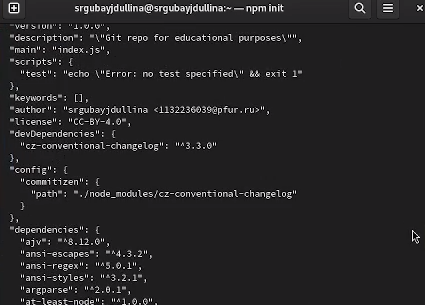 srgubayjdullina@srgubayjdullina:~ — npm init
"version": "1.0.0",
"description": "\"Git repo for educational purposes\"",
"main": "index.js",
"scripts": {
"test": "echo \"Error: no test specified\" && exit 1"
},
"keywords": [],
"author": "srgubayjdullina <1132236039@pfur.ru>",
"license": "CC-BY-4.0",
"devDependencies": {
"cz-conventional-changelog": "^3.3.0"
},
"config": {
"commitizen": {
"path": "./node_modules/cz-conventional-changelog"
}
},
"dependencies": {
"ajv": "^8.12.0",
"ansi-escapes": "^4.3.2",
"ansi-regex": "^5.0.1",
"ansi-styles": "^3.2.1",
"argparse": "^2.0.1",
"at-least-node": "^1.0.0",